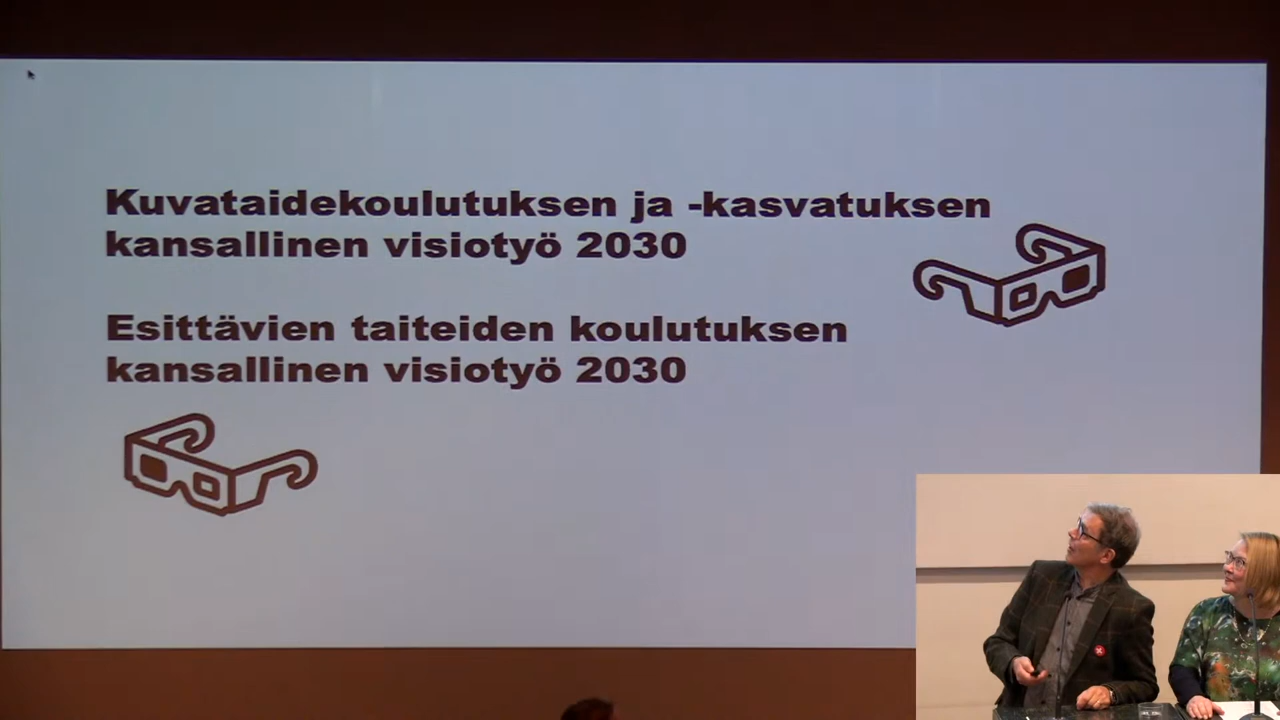 Kuvataidekoulutuksen ja -kasvatuksen
kansallinen visiotyö 2030
Esittävien taiteiden koulutuksen
kansallinen visiotyö 2030